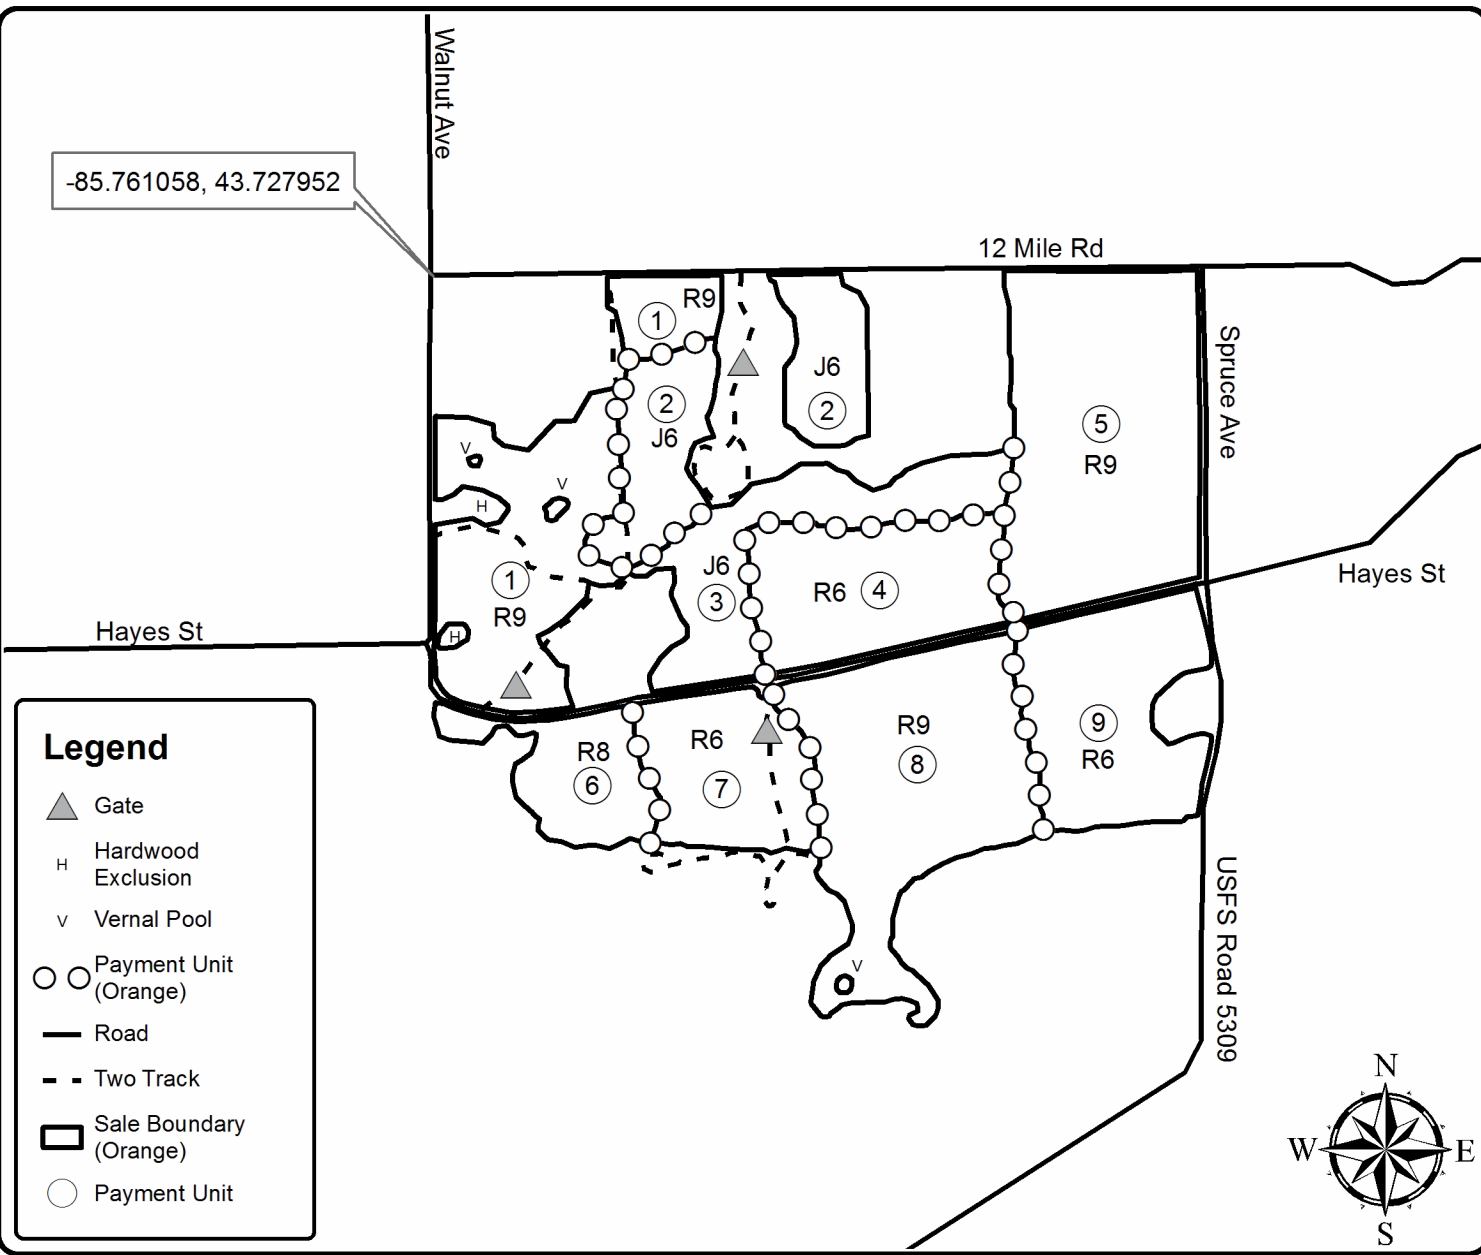 Walnut Ave
-85.761058, 43.727952
12 Mile Rd
R9
1
Spruce Ave
J6
2
2
J6
5
R9
V
V
H
J6
3
R6 4
Hayes St
1
R9
Hayes St
H
R9
8
9
R6
R6
7
R8
6
V
USFS Road 5309
Legend
Gate
H
Hardwood
Exclusion
V
Vernal Pool
Payment Unit
(Orange)
Road
Two Track
Sale Boundary
(Orange)
Payment Unit
N
W
E
S